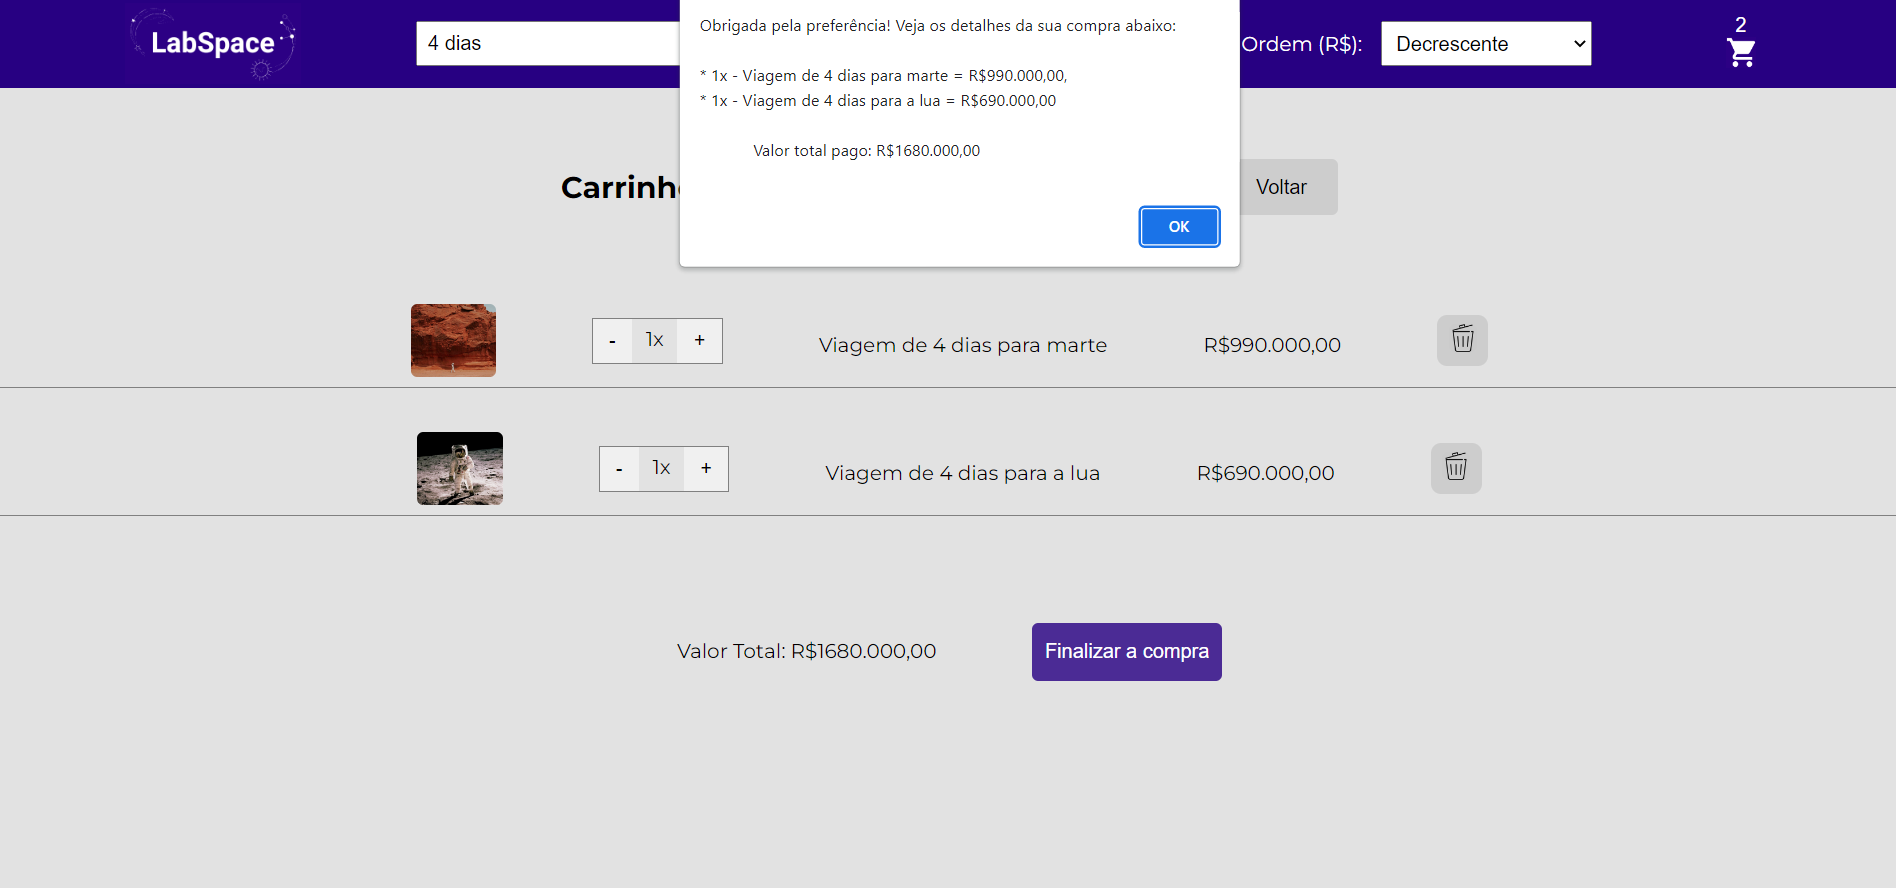 LabSpace
4 dias
Ordem (R$):
Decrescente
2
Obrigada pela preferência! Veja os detalhes da sua compra abaixo:
* 1x - Viagem de 4 dias para marte = R$990.000,00,
* 1x - Viagem de 4 dias para a lua = R$690.000,00
Valor total pago: R$1680.000,00
OK
Carrinh
Voltar
- 1x + Viagem de 4 dias para marte R$990.000,00
- 1x + Viagem de 4 dias para a lua R$690.000,00
Valor Total: R$1680.000,00
Finalizar a compra